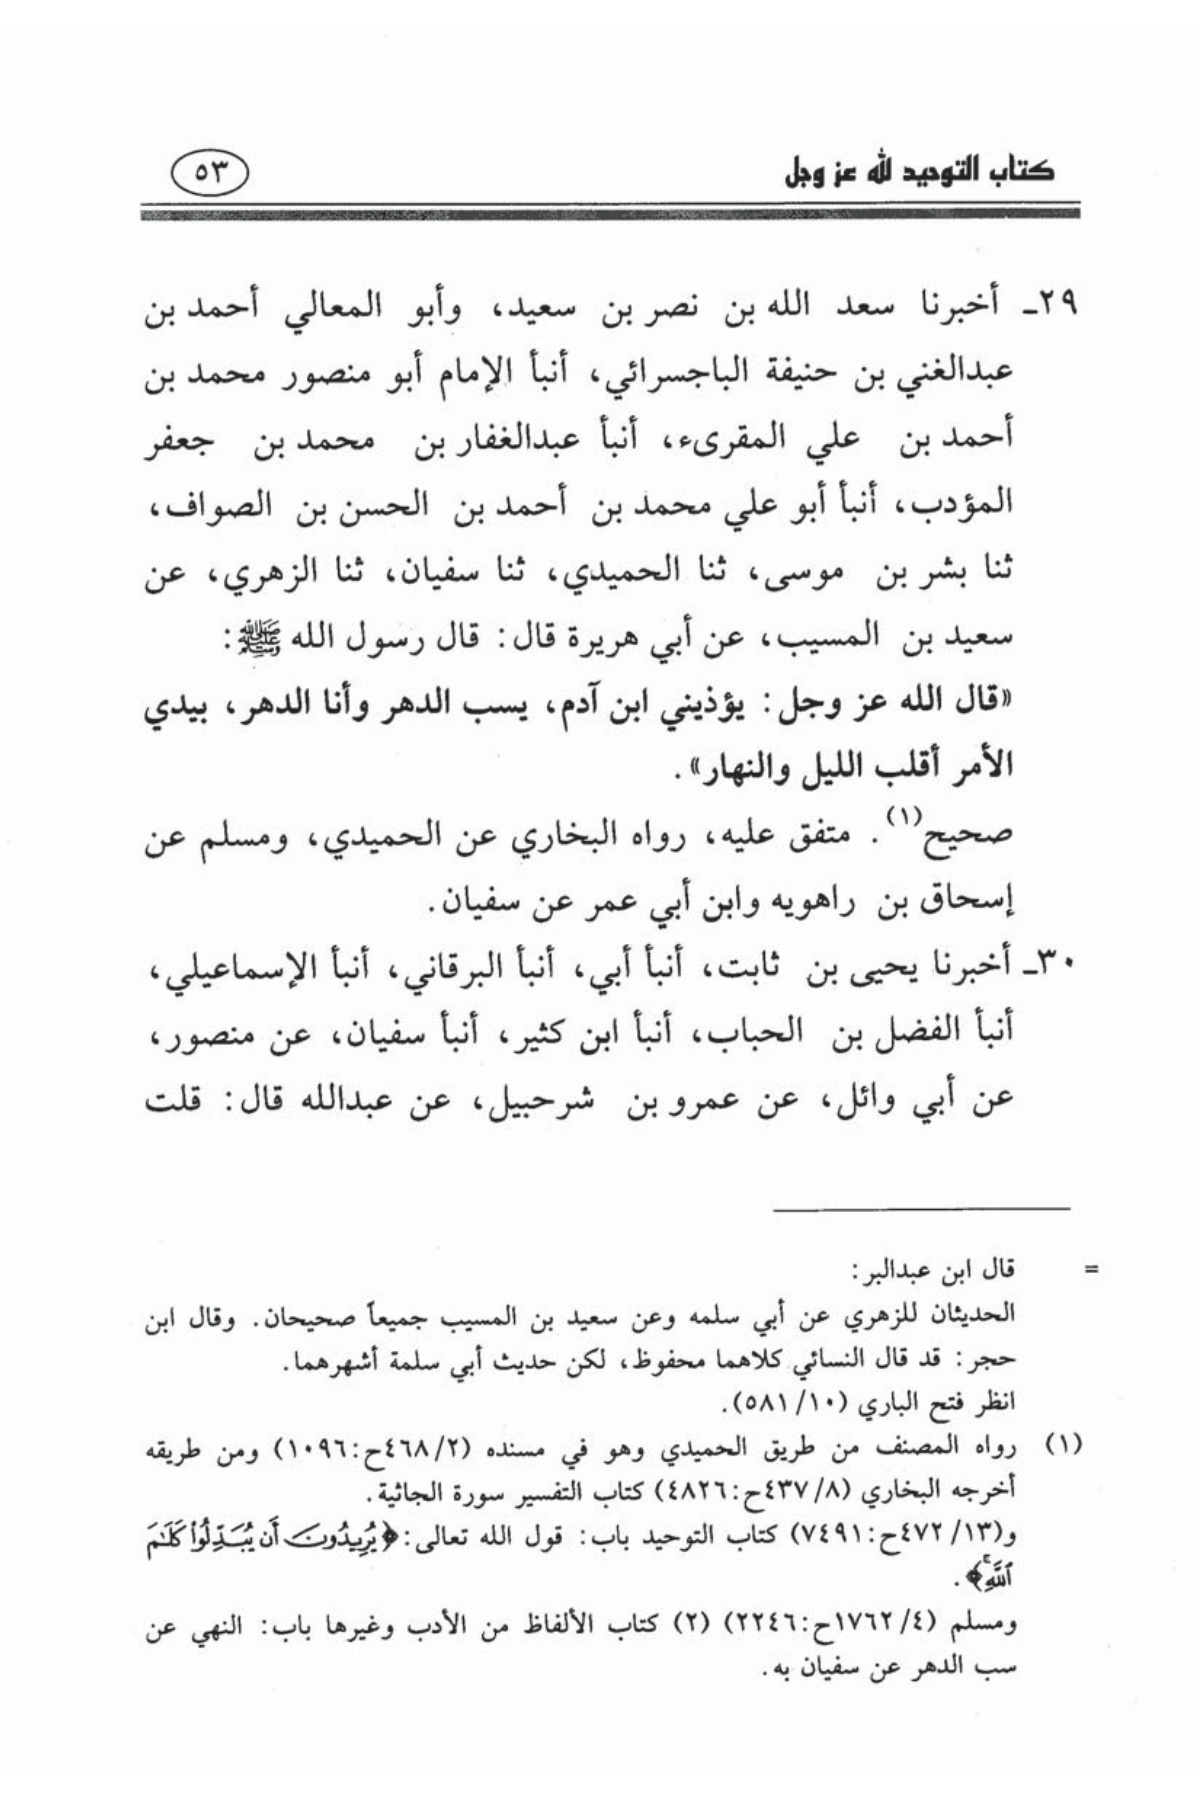 كتاب التوحيد لله عز وجل
٥٣
٢٩ـ أخبرنا سعد الله بن نصر بن سعيد، وأبو المعالي أحمد بن
عبدالغني بن حنيفة الباجسرائي، أنبأ الإمام أبو منصور محمد بن
أحمد بن علي المقرىء، أنبأ عبدالغفار بن محمد بن جعفر
المؤدب، أنبأ أبو علي محمد بن أحمد بن الحسن بن الصواف،
ثنا بشر بن موسى، ثنا الحميدي، ثنا سفيان، ثنا الزهري، عن
سعيد بن المسيب، عن أبي هريرة قال: قال رسول الله ﷺ:
«قال الله عز وجل: يؤذيني ابن آدم، يسب الدهر وأنا الدهر، بيدي
الأمر أقلب الليل والنهار».
صحيح(١). متفق عليه، رواه البخاري عن الحميدي، ومسلم عن
إسحاق بن راهويه وابن أبي عمر عن سفيان.
٣٠ـ أخبرنا يحيى بن ثابت، أنبأ أبي، أنبأ البرقاني، أنبأ الإسماعيلي،
أنبأ الفضل بن الحباب، أنبأ ابن كثير، أنبأ سفيان، عن منصور،
عن أبي وائل، عن عمرو بن شرحبيل، عن عبدالله قال: قلت
= قال ابن عبدالبر:
الحديثان للزهري عن أبي سلمه وعن سعيد بن المسيب جميعاً صحيحان. وقال ابن
حجر: قد قال النسائي كلاهما محفوظ، لكن حديث أبي سلمة أشهرهما.
انظر فتح الباري (١٠/ ٥٨١).
(١) رواه المصنف من طريق الحميدي وهو في مسنده (٢/ ٤٦٨ح:١٠٩٦) ومن طريقه
أخرجه البخاري (٨/ ٤٣٧ح:٤٨٢٦) كتاب التفسير سورة الجاثية.
و(١٣/ ٤٧٢ح:٧٤٩١) كتاب التوحيد باب: قول الله تعالى: ﴿يُرِيدُونَ أَن يُبَدِّلُواْ كَلَٰمَ
ٱللَّهِۚ﴾.
ومسلم (٤/ ١٧٦٢ح:٢٢٤٦) (٢) كتاب الألفاظ من الأدب وغيرها باب: النهي عن
سب الدهر عن سفيان به.